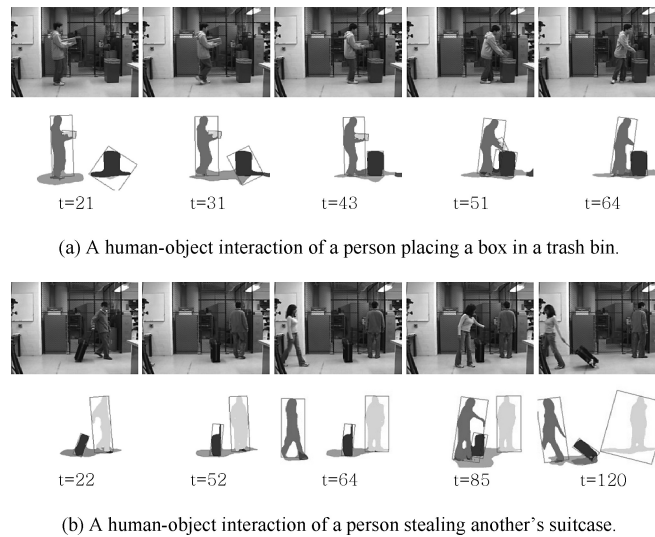 t=21 t=31 t=43 t=51 t=64
(a) A human-object interaction of a person placing a box in a trash bin.
t=22 t=52 t=64 t=85 t=120
(b) A human-object interaction of a person stealing another's suitcase.